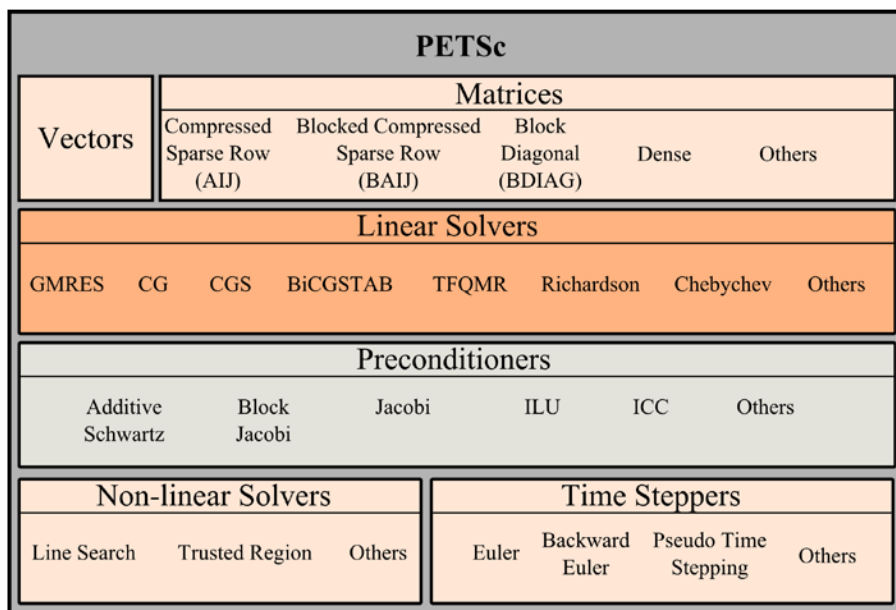 PETSc
Vectors
Matrices
Compressed Sparse Row (AIJ)
Blocked Compressed Sparse Row (BAIJ)
Block Diagonal (BDIAG)
Dense
Others
Linear Solvers
GMRES CG CGS BiCGSTAB TFQMR Richardson Chebychev Others
Preconditioners
Additive Schwartz
Block Jacobi
Jacobi
ILU
ICC
Others
Non-linear Solvers
Line Search Trusted Region Others
Time Steppers
Euler
Backward Euler
Pseudo Time Stepping
Others